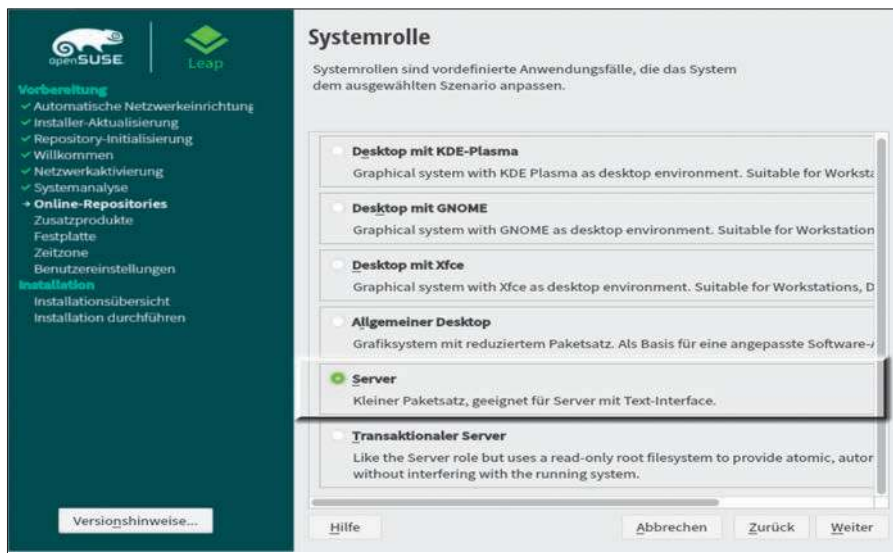 openSUSE
Leap
Vorbereitung
Automatische Netzwerkeinrichtung
Installer-Aktualisierung
Repository-Initialisierung
Willkommen
Netzwerkaktivierung
Systemanalyse
Online-Repositories
Zusatzprodukte
Festplatte
Zeitzone
Benutzereinstellungen
Installation
Installationsübersicht
Installation durchführen
Versionshinweise...
Systemrolle
Systemrollen sind vordefinierte Anwendungsfälle, die das System
dem ausgewählten Szenario anpassen.
Desktop mit KDE-Plasma
Graphical system with KDE Plasma as desktop environment. Suitable for Worksta
Desktop mit GNOME
Graphical system with GNOME as desktop environment. Suitable for Workstation
Desktop mit Xfce
Graphical system with Xfce as desktop environment. Suitable for Workstations, D
Allgemeiner Desktop
Grafiksystem mit reduziertem Paketsatz. Als Basis für eine angepasste Software-
Server
Kleiner Paketsatz, geeignet für Server mit Text-Interface.
Transaktionaler Server
Like the Server role but uses a read-only root filesystem to provide atomic, autor
without interfering with the running system.
Hilfe
Abbrechen
Zurück
Weiter